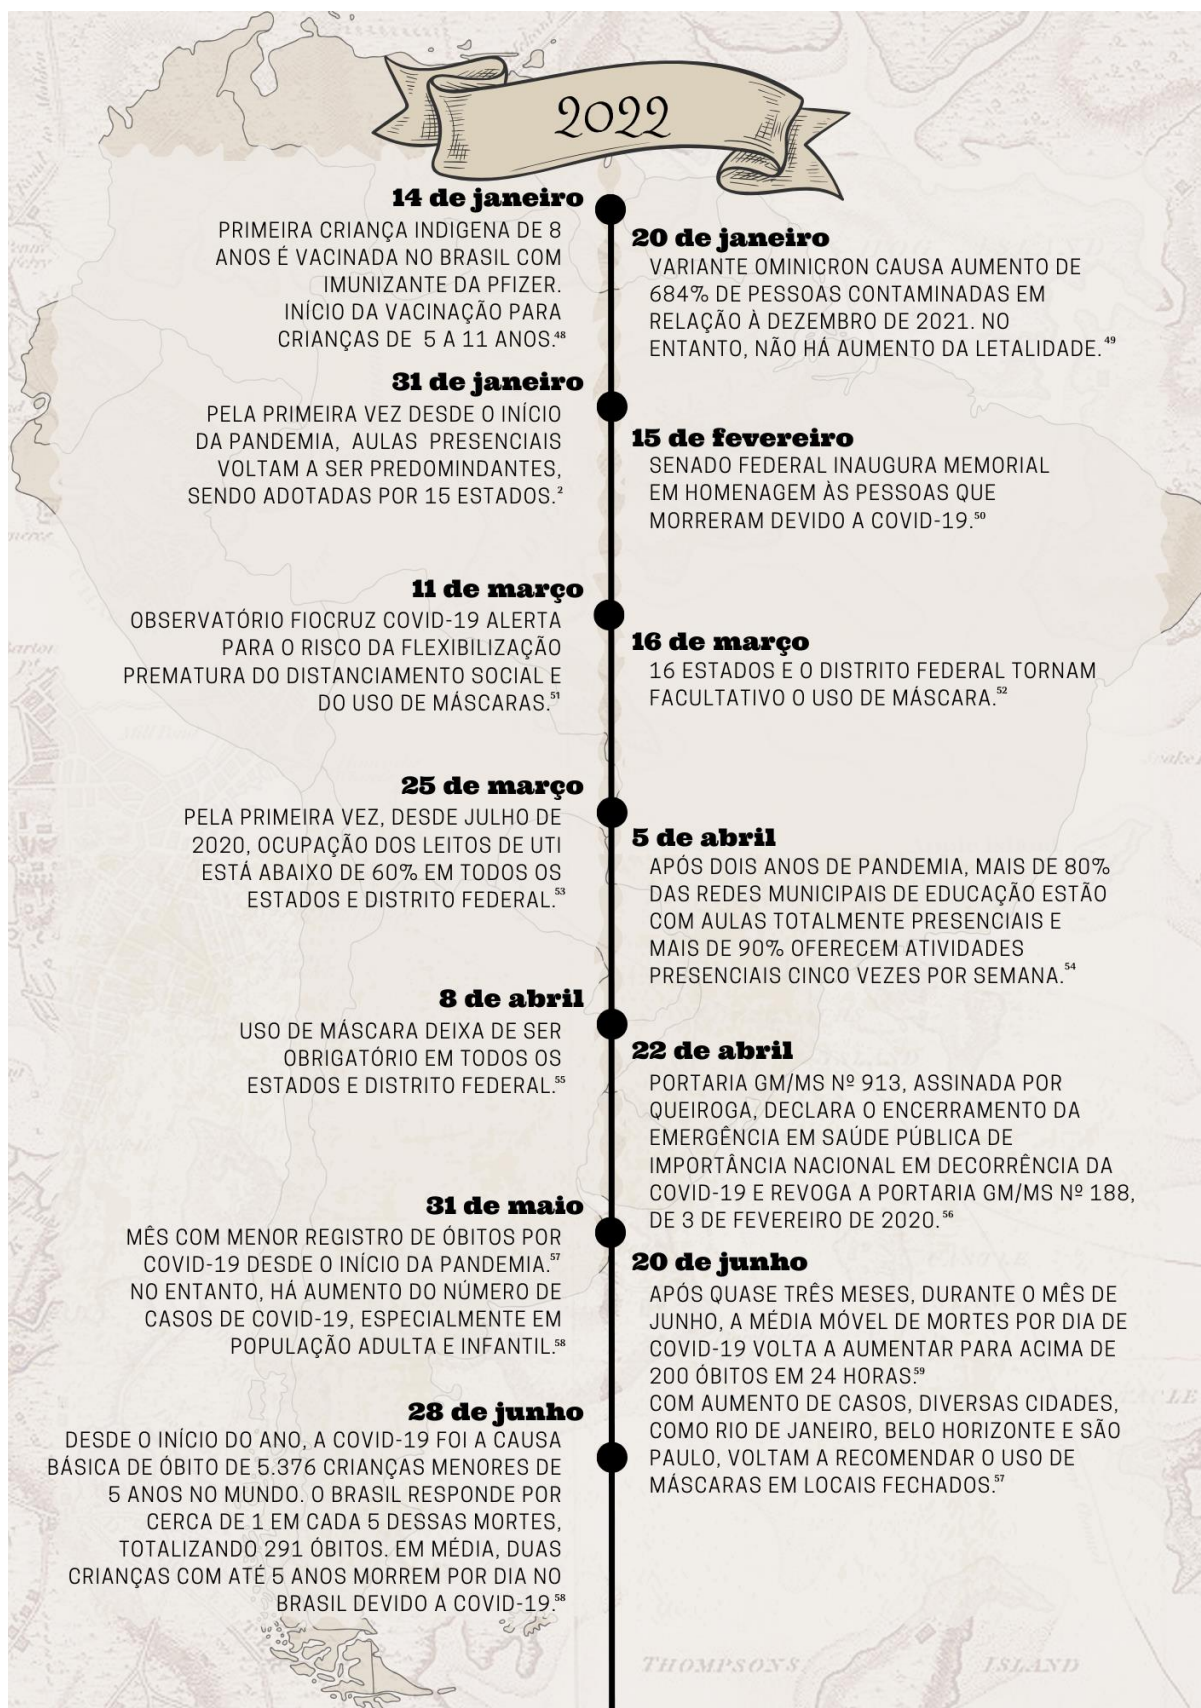 2022
14 de janeiro
PRIMEIRA CRIANÇA INDIGENA DE 8
ANOS É VACINADA NO BRASIL COM
IMUNIZANTE DA PFIZER.
INÍCIO DA VACINAÇÃO PARA
CRIANÇAS DE 5 A 11 ANOS.⁴⁸
20 de janeiro
VARIANTE OMINICRON CAUSA AUMENTO DE
684% DE PESSOAS CONTAMINADAS EM
RELAÇÃO À DEZEMBRO DE 2021. NO
ENTANTO, NÃO HÁ AUMENTO DA LETALIDADE.⁴⁹
31 de janeiro
PELA PRIMEIRA VEZ DESDE O INÍCIO
DA PANDEMIA, AULAS PRESENCIAIS
VOLTAM A SER PREDOMINDANTES,
SENDO ADOTADAS POR 15 ESTADOS.²
15 de fevereiro
SENADO FEDERAL INAUGURA MEMORIAL
EM HOMENAGEM ÀS PESSOAS QUE
MORRERAM DEVIDO A COVID-19.⁵⁰
11 de março
OBSERVATÓRIO FIOCRUZ COVID-19 ALERTA
PARA O RISCO DA FLEXIBILIZAÇÃO
PREMATURA DO DISTANCIAMENTO SOCIAL E
DO USO DE MÁSCARAS.⁵¹
16 de março
16 ESTADOS E O DISTRITO FEDERAL TORNAM
FACULTATIVO O USO DE MÁSCARA.⁵²
25 de março
PELA PRIMEIRA VEZ, DESDE JULHO DE
2020, OCUPAÇÃO DOS LEITOS DE UTI
ESTÁ ABAIXO DE 60% EM TODOS OS
ESTADOS E DISTRITO FEDERAL.⁵³
5 de abril
APÓS DOIS ANOS DE PANDEMIA, MAIS DE 80%
DAS REDES MUNICIPAIS DE EDUCAÇÃO ESTÃO
COM AULAS TOTALMENTE PRESENCIAIS E
MAIS DE 90% OFERECEM ATIVIDADES
PRESENCIAIS CINCO VEZES POR SEMANA.⁵⁴
8 de abril
USO DE MÁSCARA DEIXA DE SER
OBRIGATÓRIO EM TODOS OS
ESTADOS E DISTRITO FEDERAL.⁵⁵
22 de abril
PORTARIA GM/MS Nº 913, ASSINADA POR
QUEIROGA, DECLARA O ENCERRAMENTO DA
EMERGÊNCIA EM SAÚDE PÚBLICA DE
IMPORTÂNCIA NACIONAL EM DECORRÊNCIA DA
COVID-19 E REVOGA A PORTARIA GM/MS Nº 188,
DE 3 DE FEVEREIRO DE 2020.⁵⁶
31 de maio
MÊS COM MENOR REGISTRO DE ÓBITOS POR
COVID-19 DESDE O INÍCIO DA PANDEMIA.⁵⁷
NO ENTANTO, HÁ AUMENTO DO NÚMERO DE
CASOS DE COVID-19, ESPECIALMENTE EM
POPULAÇÃO ADULTA E INFANTIL.⁵⁸
20 de junho
APÓS QUASE TRÊS MESES, DURANTE O MÊS DE
JUNHO, A MÉDIA MÓVEL DE MORTES POR DIA DE
COVID-19 VOLTA A AUMENTAR PARA ACIMA DE
200 ÓBITOS EM 24 HORAS.⁵⁹
COM AUMENTO DE CASOS, DIVERSAS CIDADES,
COMO RIO DE JANEIRO, BELO HORIZONTE E SÃO
PAULO, VOLTAM A RECOMENDAR O USO DE
MÁSCARAS EM LOCAIS FECHADOS.⁵⁷
28 de junho
DESDE O INÍCIO DO ANO, A COVID-19 FOI A CAUSA
BÁSICA DE ÓBITO DE 5.376 CRIANÇAS MENORES DE
5 ANOS NO MUNDO. O BRASIL RESPONDE POR
CERCA DE 1 EM CADA 5 DESSAS MORTES,
TOTALIZANDO 291 ÓBITOS. EM MÉDIA, DUAS
CRIANÇAS COM ATÉ 5 ANOS MORREM POR DIA NO
BRASIL DEVIDO A COVID-19.⁵⁸
THOMPSONS ISLAND